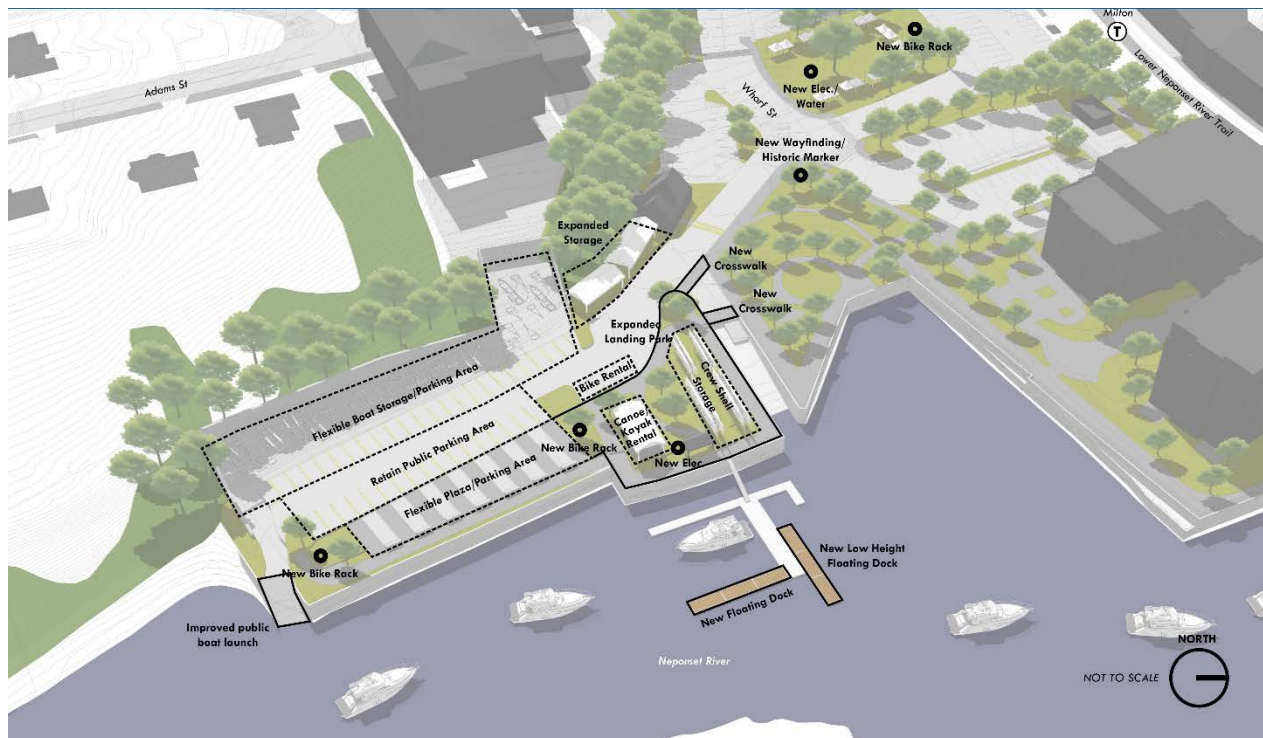 Milton
T
New Bike Rack
Lower Neponset River Trail
Adams St
New Elec./
Water
Wharf St
New Wayfinding/
Historic Marker
Expanded
Storage
New
Crosswalk
New
Crosswalk
Expanded
Landing Park
Bike Rental
Crew Shell
Storage
Flexible Boat Storage/Parking Area
Canoe/
Kayak
Rental
Retain Public Parking Area
New Bike Rack
New Elec
Flexible Plaza/Parking Area
New Low Height
Floating Dock
New Bike Rack
New Floating Dock
Improved public
boat launch
Neponset River
NORTH
NOT TO SCALE